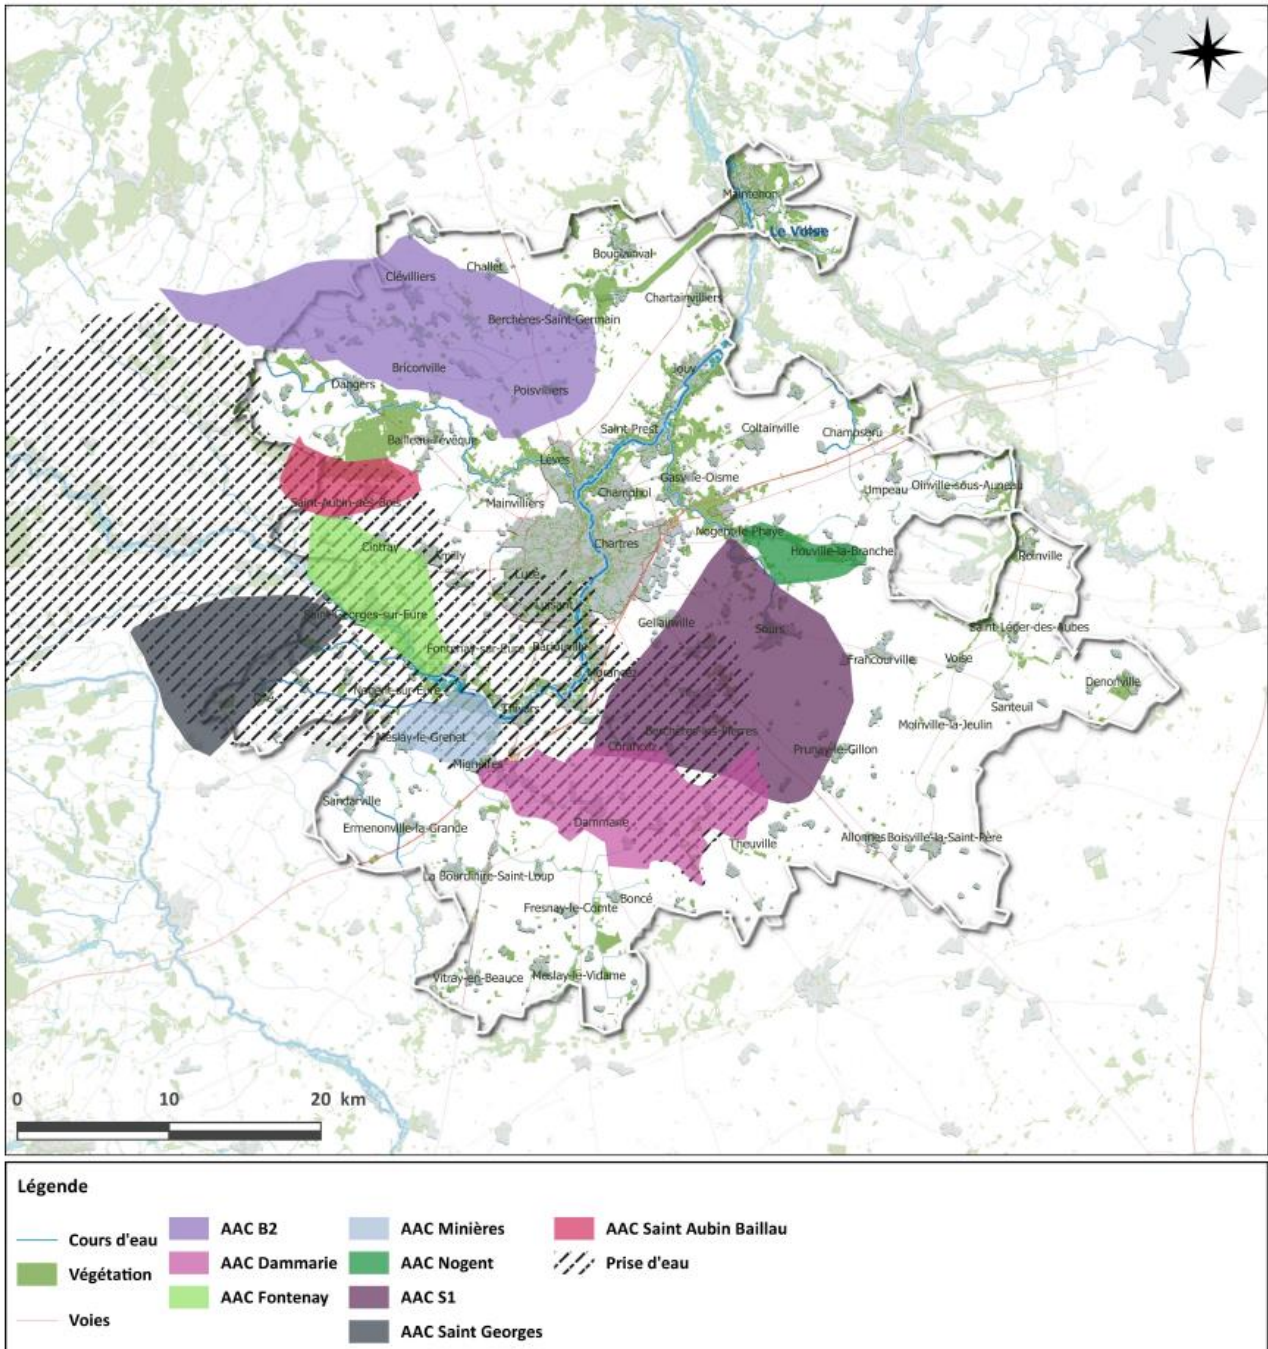 Maintenon
Le Voise
Bouglainval
Clévilliers
Challet
Chartainvilliers
Berchères-Saint-Germain
Briconville
Jouy
Dangers
Poisvilliers
Saint-Prest
Coltainville
Champseru
Bailleau-l'évêque
Lèves
Gasville-Oisème
Oinville-sous-Auneau
Umpeau
Champhol
Saint-Aubin-des-Bois
Mainvilliers
Nogent-le-Phaye
Chartres
Cintray
Amilly
Houville-la-Branche
Roinville
Lucé
Luisant
Saint-Georges-sur-Eure
Gellainville
Sours
Saint-Léger-des-Aubes
Fontenay-sur-Eure
Barjouville
Francourville
Voise
Morancez
Denonville
Nogent-sur-Eure
Thivars
Santeuil
Moinville-la-Jeulin
Meslay-le-Grenet
Berchères-les-Pierres
Corancez
Prunay-le-Gillon
Mignières
Sandarville
Dammarie
Ermenonville-la-Grande
Theuville
Allonnes
Boisville-la-Saint-Père
La Bourdinière-Saint-Loup
Boncé
Fresnay-le-Comte
Vitray-en-Beauce
Meslay-le-Vidame
0 10 20 km
Légende
Cours d'eau
Végétation
Voies
AAC B2
AAC Dammarie
AAC Fontenay
AAC Minières
AAC Nogent
AAC S1
AAC Saint Georges
AAC Saint Aubin Baillau
Prise d'eau